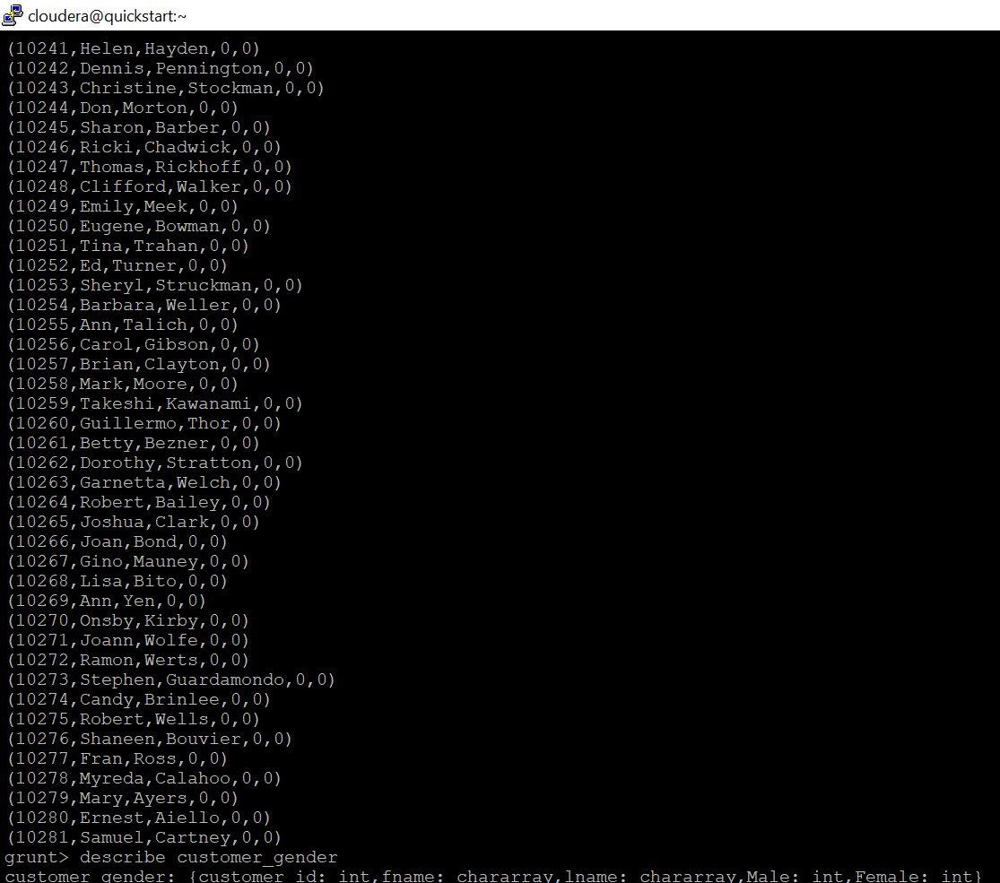 cloudera@quickstart:~
(10241,Helen,Hayden,0,0)
(10242,Dennis,Pennington,0,0)
(10243,Christine,Stockman,0,0)
(10244,Don,Morton,0,0)
(10245,Sharon,Barber,0,0)
(10246,Ricki,Chadwick,0,0)
(10247,Thomas,Rickhoff,0,0)
(10248,Clifford,Walker,0,0)
(10249,Emily,Meek,0,0)
(10250,Eugene,Bowman,0,0)
(10251,Tina,Trahan,0,0)
(10252,Ed,Turner,0,0)
(10253,Sheryl,Struckman,0,0)
(10254,Barbara,Weller,0,0)
(10255,Ann,Talich,0,0)
(10256,Carol,Gibson,0,0)
(10257,Brian,Clayton,0,0)
(10258,Mark,Moore,0,0)
(10259,Takeshi,Kawanami,0,0)
(10260,Guillermo,Thor,0,0)
(10261,Betty,Bezner,0,0)
(10262,Dorothy,Stratton,0,0)
(10263,Garnetta,Welch,0,0)
(10264,Robert,Bailey,0,0)
(10265,Joshua,Clark,0,0)
(10266,Joan,Bond,0,0)
(10267,Gino,Mauney,0,0)
(10268,Lisa,Bito,0,0)
(10269,Ann,Yen,0,0)
(10270,Onsby,Kirby,0,0)
(10271,Joann,Wolfe,0,0)
(10272,Ramon,Werts,0,0)
(10273,Stephen,Guardamondo,0,0)
(10274,Candy,Brinlee,0,0)
(10275,Robert,Wells,0,0)
(10276,Shaneen,Bouvier,0,0)
(10277,Fran,Ross,0,0)
(10278,Myreda,Calahoo,0,0)
(10279,Mary,Ayers,0,0)
(10280,Ernest,Aiello,0,0)
(10281,Samuel,Cartney,0,0)
grunt> describe customer_gender
customer_gender: {customer_id: int,fname: chararray,lname: chararray,Male: int,Female: int}